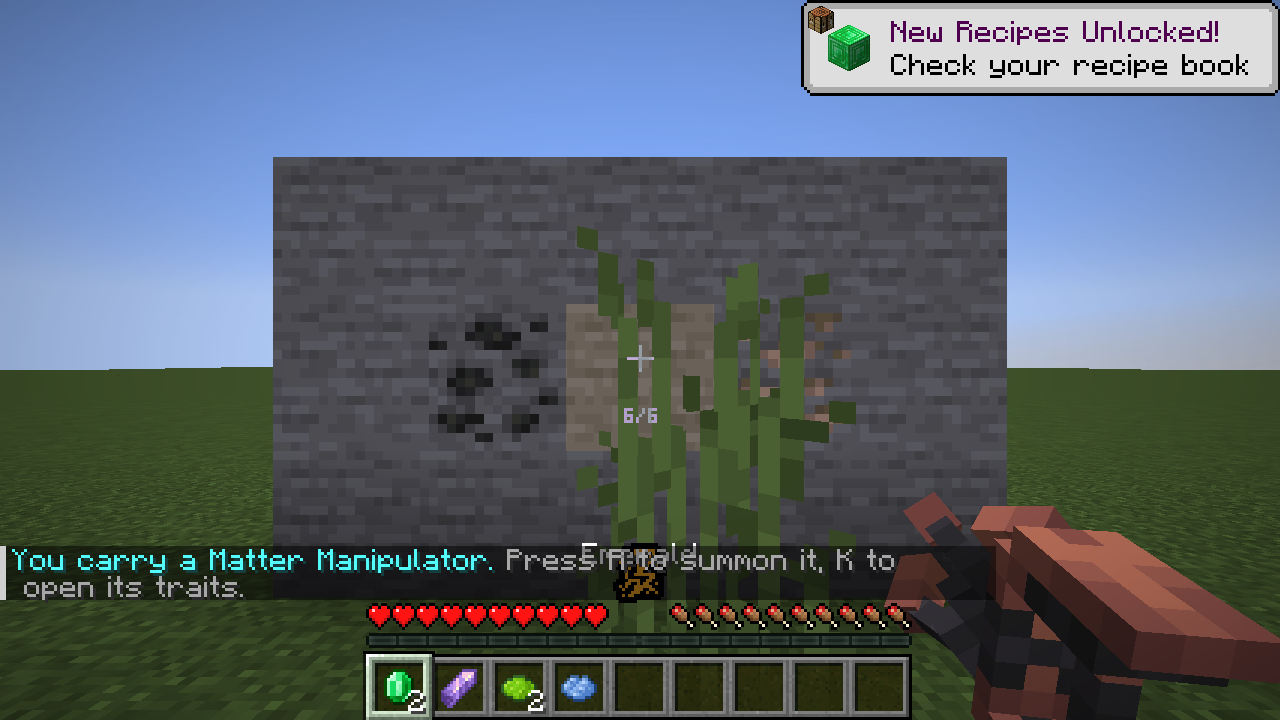 New Recipes Unlocked!
Check your recipe book
6/6
Emerald
You carry a Matter Manipulator. Press R to summon it, K to
open its traits.
2
2